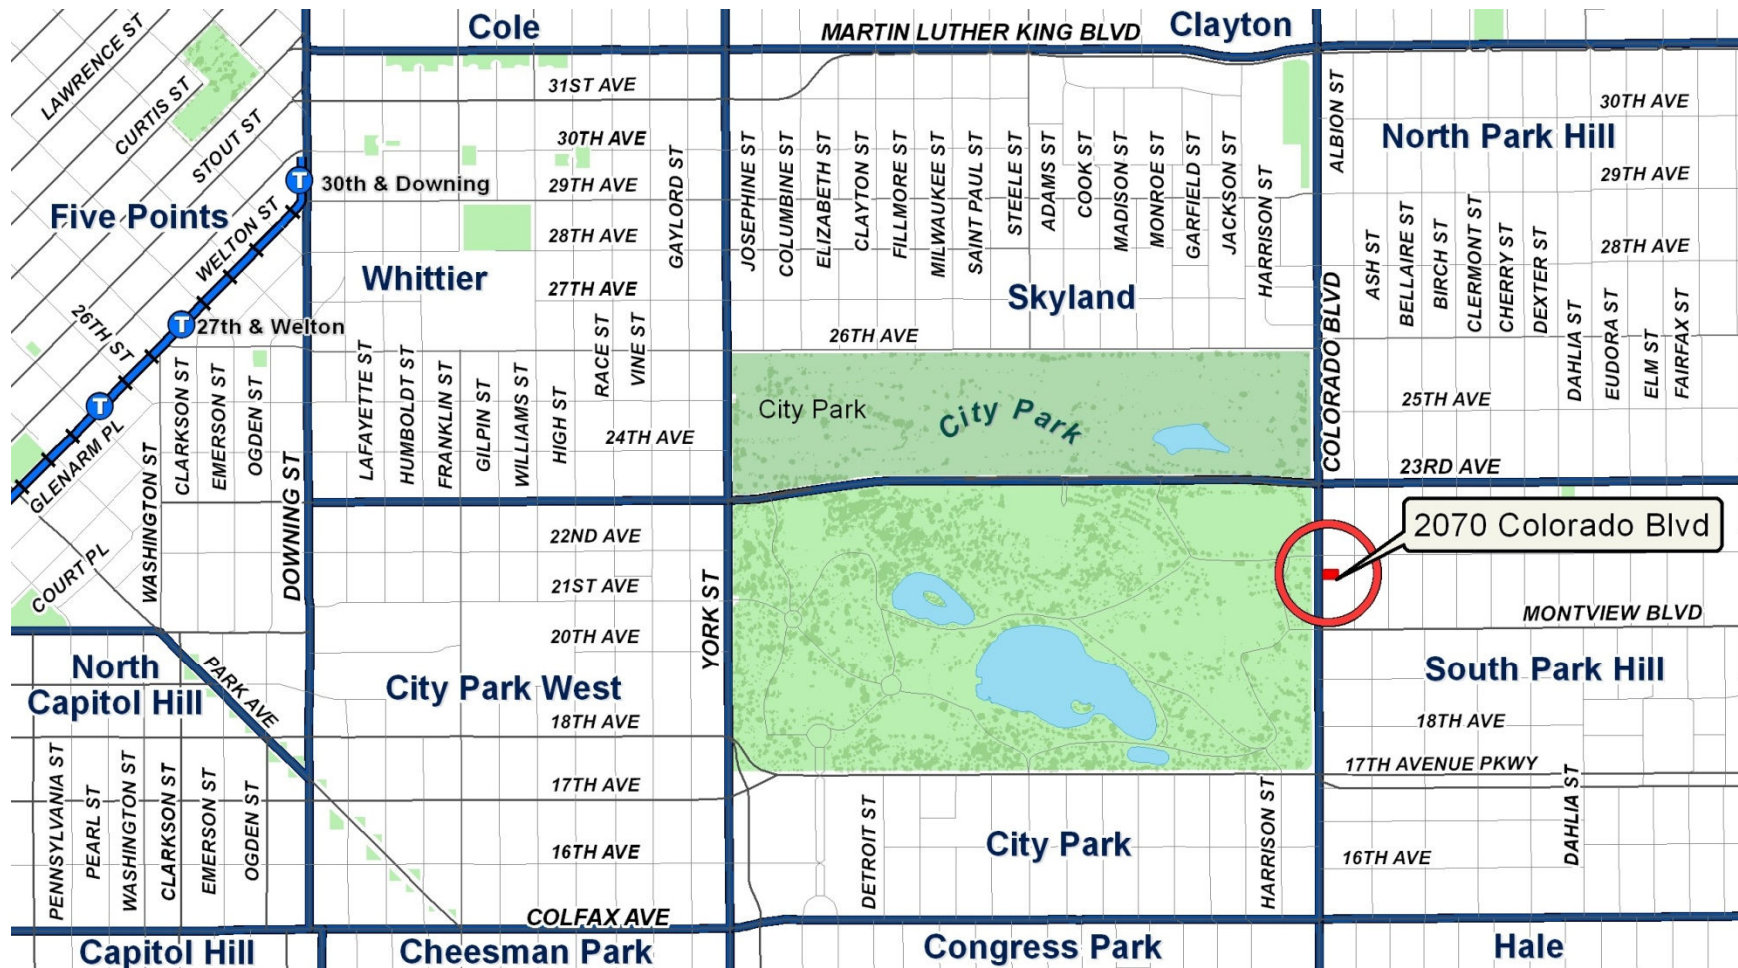 Cole
MARTIN LUTHER KING BLVD
Clayton
LAWRENCE ST
CURTIS ST
STOUT ST
31ST AVE
30TH AVE
29TH AVE
28TH AVE
27TH AVE
30TH AVE
29TH AVE
28TH AVE
North Park Hill
ALBION ST
30th & Downing
Five Points
WELTON ST
Whittier
26TH ST
27th & Welton
GAYLORD ST
JOSEPHINE ST
COLUMBINE ST
ELIZABETH ST
CLAYTON ST
FILLMORE ST
MILWAUKEE ST
SAINT PAUL ST
STEELE ST
ADAMS ST
COOK ST
MADISON ST
MONROE ST
GARFIELD ST
JACKSON ST
HARRISON ST
COLORADO BLVD
ASH ST
BELLAIRE ST
BIRCH ST
CLERMONT ST
CHERRY ST
DEXTER ST
DAHLIA ST
EUDORA ST
ELM ST
FAIRFAX ST
Skyland
26TH AVE
City Park
City Park
25TH AVE
23RD AVE
GLENARM PL
WASHINGTON ST
CLARKSON ST
EMERSON ST
OGDEN ST
DOWNING ST
LAFAYETTE ST
HUMBOLDT ST
FRANKLIN ST
GILPIN ST
WILLIAMS ST
HIGH ST
RACE ST
VINE ST
24TH AVE
22ND AVE
21ST AVE
20TH AVE
YORK ST
2070 Colorado Blvd
MONTVIEW BLVD
COURT PL
North
Capitol Hill
PARK AVE
City Park West
South Park Hill
18TH AVE
17TH AVE
16TH AVE
18TH AVE
17TH AVENUE PKWY
16TH AVE
PENNSYLVANIA ST
PEARL ST
WASHINGTON ST
CLARKSON ST
EMERSON ST
OGDEN ST
DETROIT ST
City Park
HARRISON ST
DAHLIA ST
COLFAX AVE
Capitol Hill
Cheesman Park
Congress Park
Hale
T
T
T